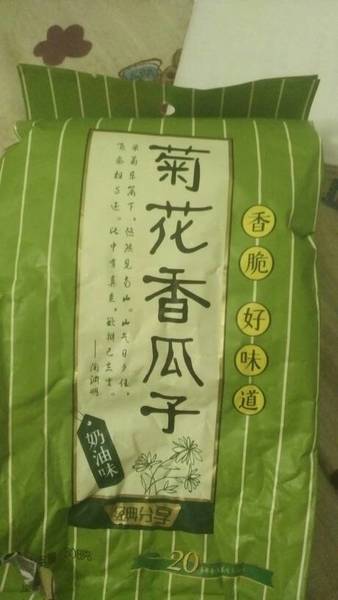 菊花香瓜子
采菊东篱下，悠然见南山。山气日夕佳，
飞鸟相与还。此中有真意，欲辨已忘言。
——陶渊明
香脆 好味道
奶油味
20